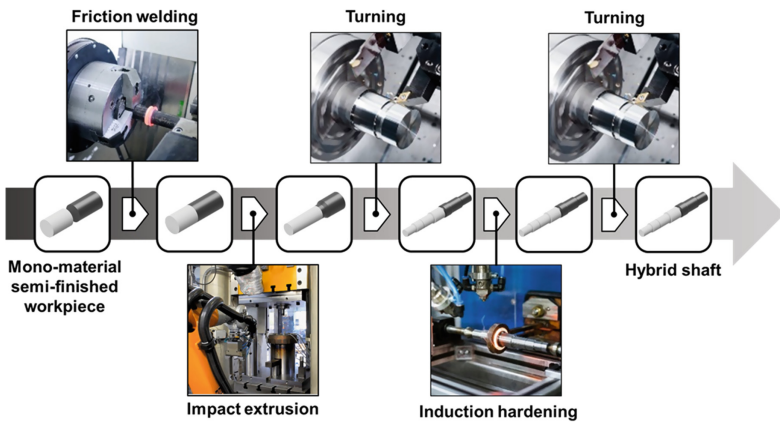 Friction welding
Turning
Turning
Mono-material
semi-finished
workpiece
Hybrid shaft
Impact extrusion
Induction hardening